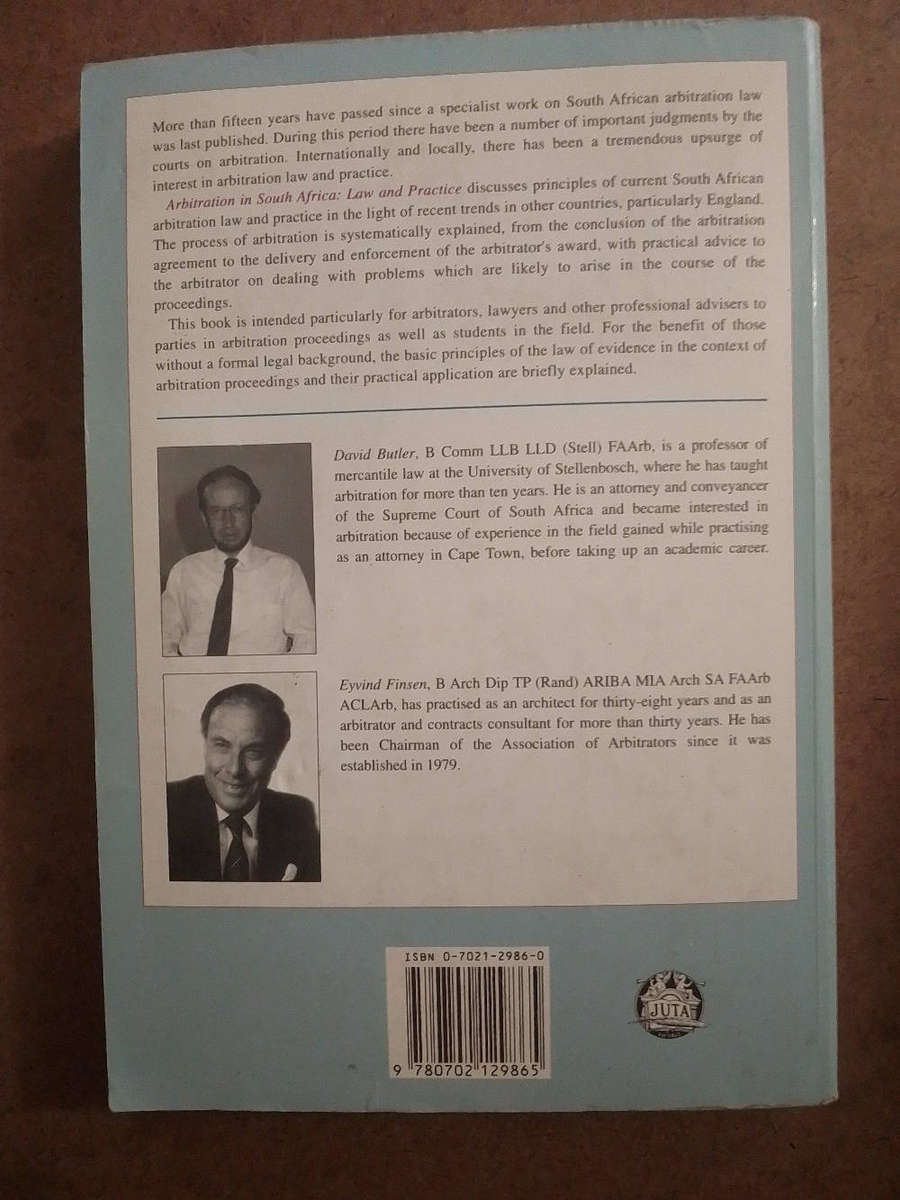 More than fifteen years have passed since a specialist work on South African arbitration law
was last published. During this period there have been a number of important judgments by the
courts on arbitration. Internationally and locally, there has been a tremendous upsurge of
interest in arbitration law and practice.
Arbitration in South Africa: Law and Practice discusses principles of current South African
arbitration law and practice in the light of recent trends in other countries, particularly England.
The process of arbitration is systematically explained, from the conclusion of the arbitration
agreement to the delivery and enforcement of the arbitrator's award, with practical advice to
the arbitrator on dealing with problems which are likely to arise in the course of the
proceedings.
This book is intended particularly for arbitrators, lawyers and other professional advisers to
parties in arbitration proceedings as well as students in the field. For the benefit of those
without a formal legal background, the basic principles of the law of evidence in the context of
arbitration proceedings and their practical application are briefly explained.
David Butler, B Comm LLB LLD (Stell) FAArb, is a professor of
mercantile law at the University of Stellenbosch, where he has taught
arbitration for more than ten years. He is an attorney and conveyancer
of the Supreme Court of South Africa and became interested in
arbitration because of experience in the field gained while practising
as an attorney in Cape Town, before taking up an academic career.
Eyvind Finsen, B Arch Dip TP (Rand) ARIBA MIA Arch SA FAArb
ACLArb, has practised as an architect for thirty-eight years and as an
arbitrator and contracts consultant for more than thirty years. He has
been Chairman of the Association of Arbitrators since it was
established in 1979.
ISBN 0-7021-2986-0
9 780702 129865
JUTA